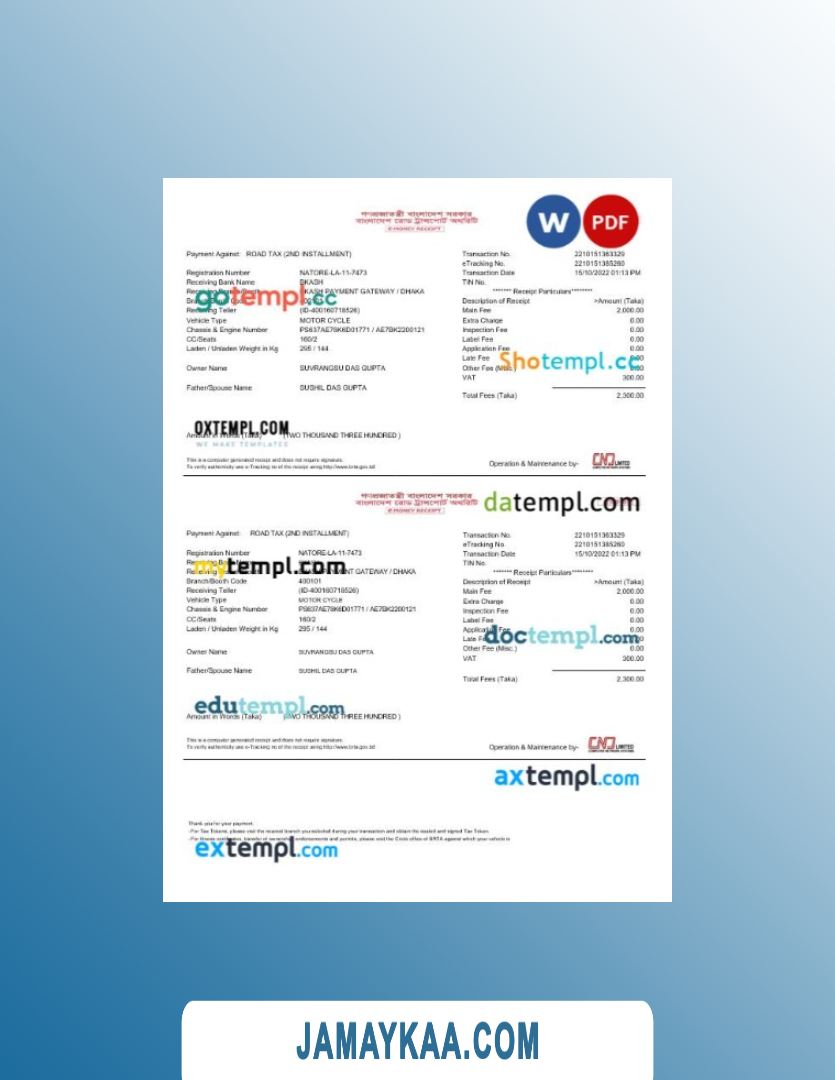 W PDF
গণপ্রজাতন্ত্রী বাংলাদেশ সরকার
বাংলাদেশ রোড ট্রান্সপোর্ট অথরিটি
E-MONEY RECEIPT
Payment Against: ROAD TAX (2ND INSTALLMENT)
Transaction No. 2210151363329
eTracking No. 2210151385260
Registration Number NATORE-LA-11-7473
Transaction Date 15/10/2022 01:13 PM
Receiving Bank Name BKASH
TIN No.
BKASH PAYMENT GATEWAY / DHAKA
******* Receipt Particulars********
gotempl.cc
Description of Receipt >Amount (Taka)
Receiving Teller (ID-400160718526)
Main Fee 2,000.00
Vehicle Type MOTOR CYCLE
Extra Charge 0.00
Chassis & Engine Number PS637AE78K6D01771 / AE7BK2200121
Inspection Fee 0.00
CC/Seats 160/2
Label Fee 0.00
Laden / Unladen Weight in Kg 295 / 144
Application Fee 0.00
Late Fee 0.00
Shotempl.cc
Owner Name SUVRANGSU DAS GUPTA
Other Fee (Misc.) 0.00
VAT 300.00
Father/Spouse Name SUSHIL DAS GUPTA
Total Fees (Taka) 2,300.00
OXTEMPL.COM
Amount in Words (Taka) (TWO THOUSAND THREE HUNDRED )
WE MAKE TEMPLATES
This is a computer generated receipt and does not require signature.
To verify authenticity use e-Tracking no of the receipt using http://www.brta.gov.bd
Operation & Maintenance by- CNS LIMITED
COMPUTER NETWORK SYSTEMS
গণপ্রজাতন্ত্রী বাংলাদেশ সরকার
বাংলাদেশ রোড ট্রান্সপোর্ট অথরিটি
datempl.com
E-MONEY RECEIPT
Payment Against: ROAD TAX (2ND INSTALLMENT)
Transaction No. 2210151363329
eTracking No. 2210151385260
Registration Number NATORE-LA-11-7473
Transaction Date 15/10/2022 01:13 PM
TIN No.
mytempl.com
PAYMENT GATEWAY / DHAKA
******* Receipt Particulars********
Branch/Booth Code 400101
Description of Receipt >Amount (Taka)
Receiving Teller (ID-400160718526)
Main Fee 2,000.00
Vehicle Type MOTOR CYCLE
Extra Charge 0.00
Chassis & Engine Number PS637AE78K6D01771 / AE7BK2200121
Inspection Fee 0.00
CC/Seats 160/2
Label Fee 0.00
Laden / Unladen Weight in Kg 295 / 144
Application Fee 0.00
Late Fee 0.00
doctempl.com
Owner Name SUVRANGSU DAS GUPTA
Other Fee (Misc.) 0.00
VAT 300.00
Father/Spouse Name SUSHIL DAS GUPTA
Total Fees (Taka) 2,300.00
edutempl.com
Amount in Words (Taka) (TWO THOUSAND THREE HUNDRED )
This is a computer generated receipt and does not require signature.
To verify authenticity use e-Tracking no of the receipt using http://www.brta.gov.bd
Operation & Maintenance by- CNS LIMITED
COMPUTER NETWORK SYSTEMS
axtempl.com
Thank you for your payment.
-For Tax Token, please visit the nearest branch you selected during your transaction and obtain the sealed and signed Tax Token.
-For fitness certificates, transfer of ownership, endorsements and permits, please visit the Circle office of BRTA against which your vehicle is
extempl.com
JAMAYKAA.COM